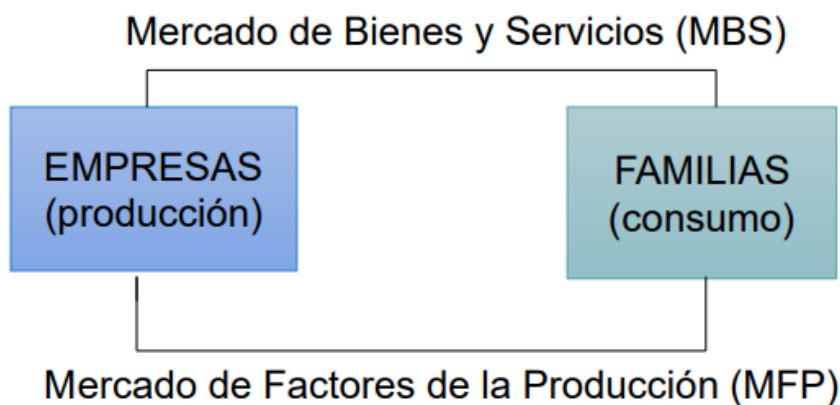 Mercado de Bienes y Servicios (MBS)
EMPRESAS
(producción)
FAMILIAS
(consumo)
Mercado de Factores de la Producción (MFP)